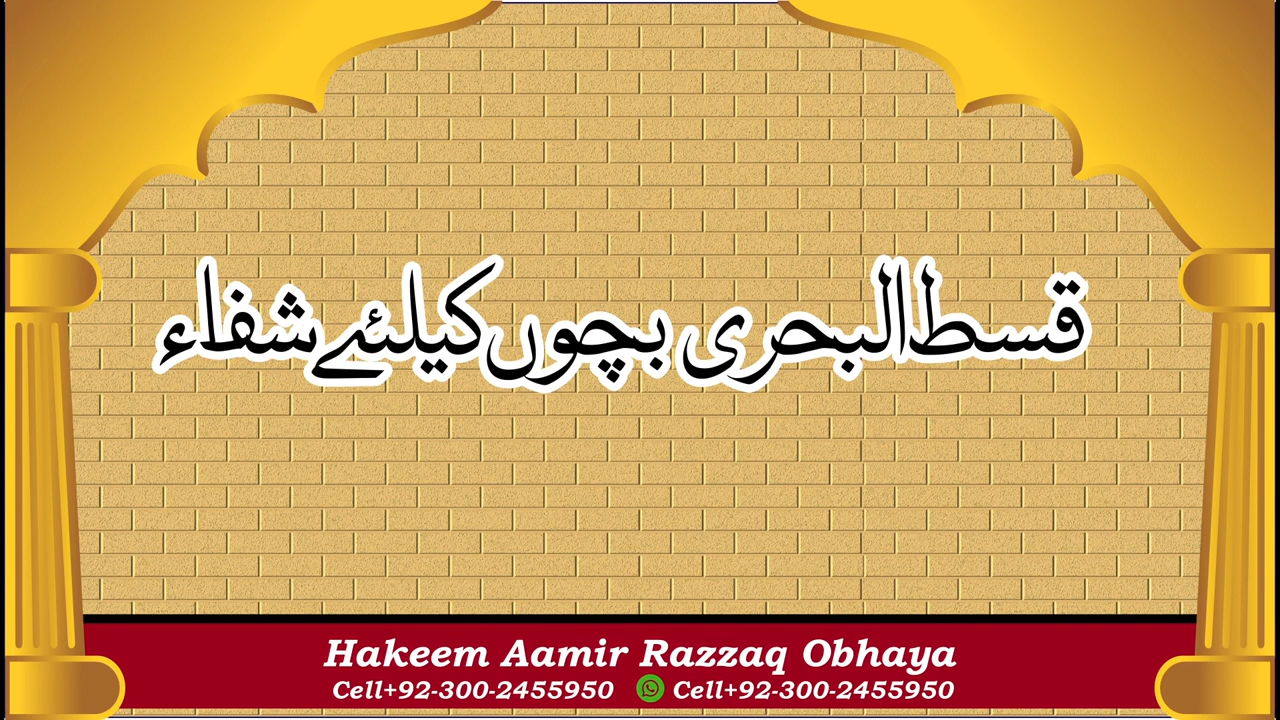 قسط البحری بچوں کیلئے شفاء
Hakeem Aamir Razzaq Obhaya
Cell+92-300-2455950 Cell+92-300-2455950